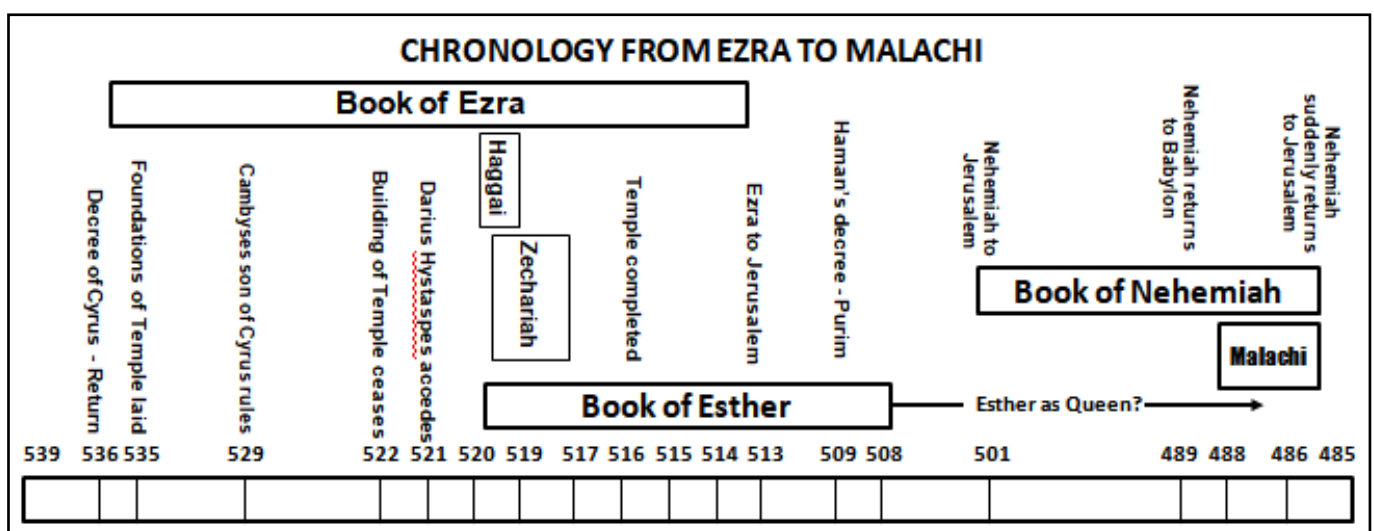 CHRONOLOGY FROM EZRA TO MALACHI
Book of Ezra
Decree of Cyrus - Return
Foundations of Temple laid
Cambyses son of Cyrus rules
Building of Temple ceases
Darius Hystaspes accedes
Haggai
Zechariah
Temple completed
Ezra to Jerusalem
Haman's decree - Purim
Nehemiah to
Jerusalem
Nehemiah returns
to Babylon
Nehemiah
suddenly returns
to Jerusalem
Book of Nehemiah
Malachi
Book of Esther
Esther as Queen?
539 536 535 529 522 521 520 519 517 516 515 514 513 509 508 501 489 488 486 485